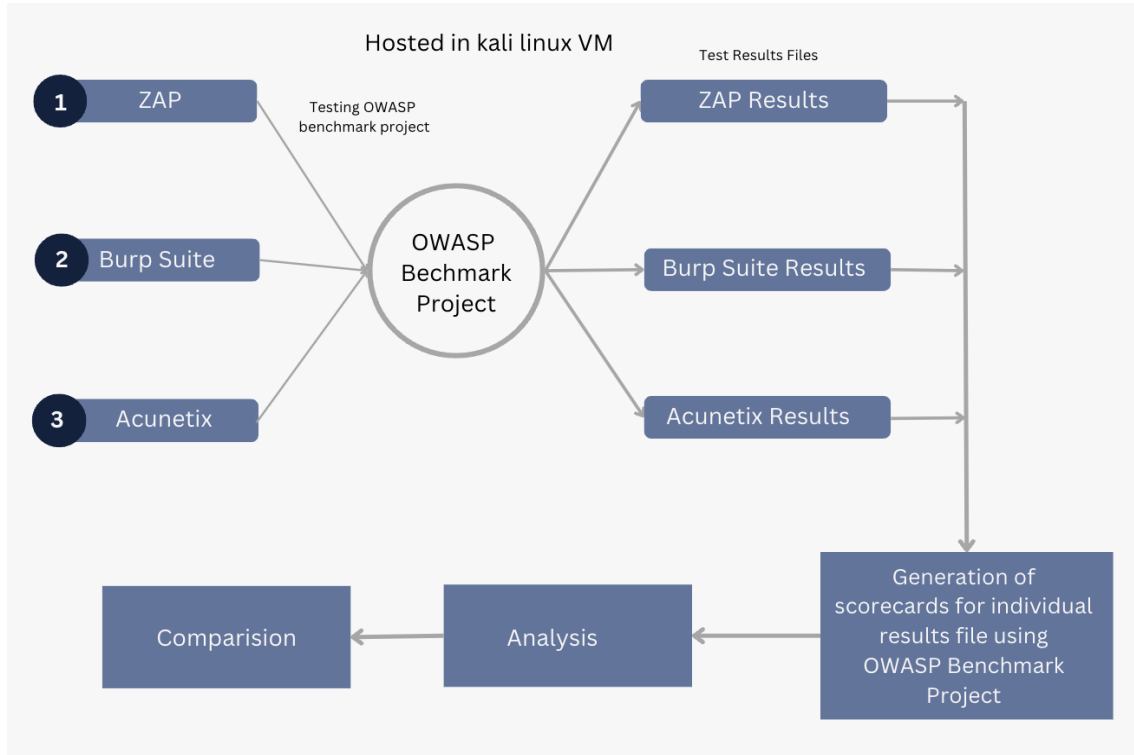 Hosted in kali linux VM
Test Results Files
1
ZAP
Testing OWASP
benchmark project
ZAP Results
2
Burp Suite
OWASP
Bechmark
Project
Burp Suite Results
3
Acunetix
Acunetix Results
Generation of
scorecards for individual
results file using
OWASP Benchmark
Project
Analysis
Comparision